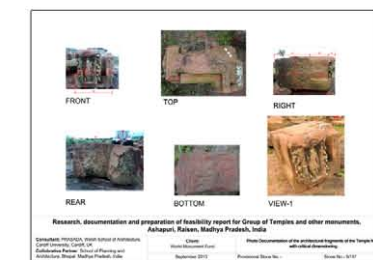 FRONT
TOP
RIGHT
REAR
BOTTOM
VIEW-1
Research, documentation and preparation of feasibility report for Group of Temples and other monuments,
Ashapuri, Raisen, Madhya Pradesh, India
Consultant: PRASADA, Welsh School of Architecture,
Cardiff University, Cardiff, UK
Collaborative Partner: School of Planning and
Architecture, Bhopal, Madhya Pradesh, India
Client:
World Monument Fund
September 2013
Photo Documentation of the architectural fragments of the Temple
with critical dimensioning.
Provisional Stone No. -
Stone No.-